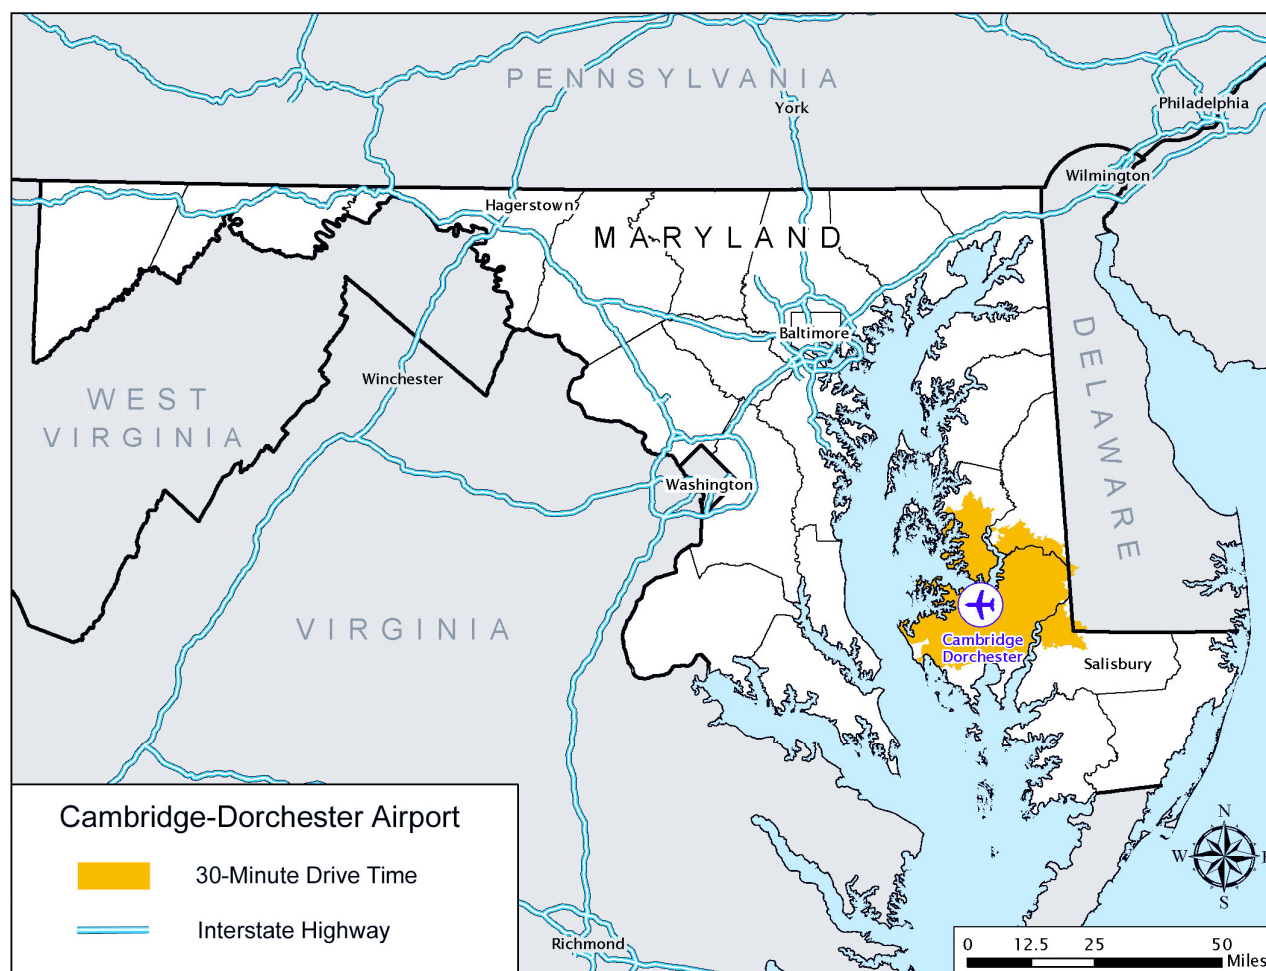 PENNSYLVANIA
York
Philadelphia
Wilmington
Hagerstown
MARYLAND
Baltimore
DELAWARE
Winchester
WEST
VIRGINIA
Washington
VIRGINIA
Cambridge
Dorchester
Salisbury
Richmond
Cambridge-Dorchester Airport
30-Minute Drive Time
Interstate Highway
N
W
E
S
0 12.5 25 50
Miles